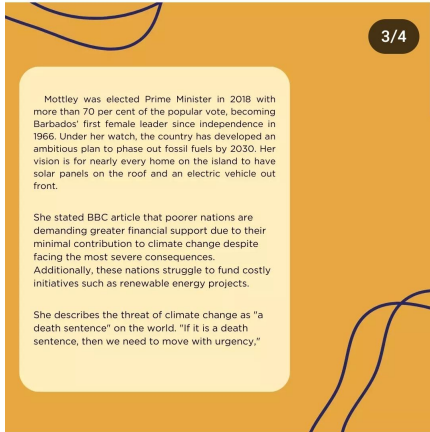 3/4
Mottley was elected Prime Minister in 2018 with
more than 70 per cent of the popular vote, becoming
Barbados' first female leader since independence in
1966. Under her watch, the country has developed an
ambitious plan to phase out fossil fuels by 2030. Her
vision is for nearly every home on the island to have
solar panels on the roof and an electric vehicle out
front.
She stated BBC article that poorer nations are
demanding greater financial support due to their
minimal contribution to climate change despite
facing the most severe consequences.
Additionally, these nations struggle to fund costly
initiatives such as renewable energy projects.
She describes the threat of climate change as "a
death sentence" on the world. "If it is a death
sentence, then we need to move with urgency,"